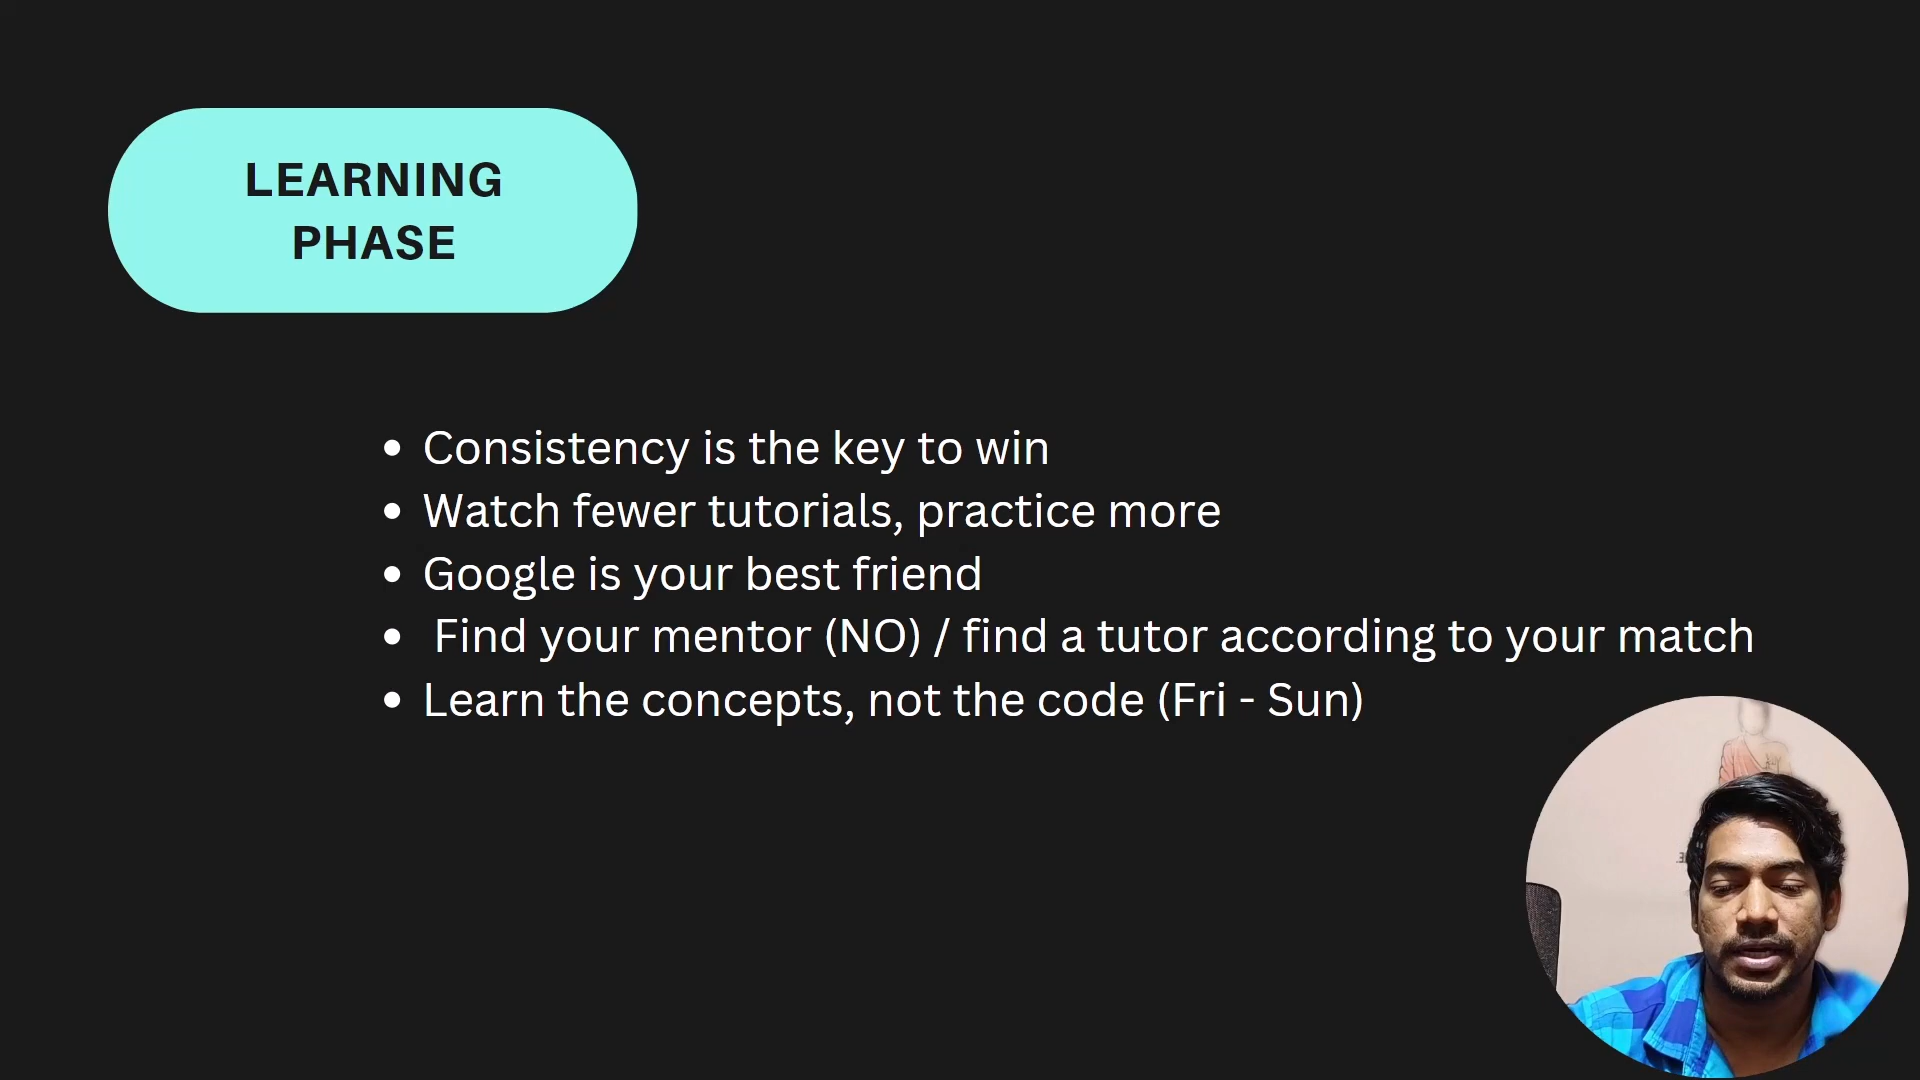 LEARNING
PHASE
• Consistency is the key to win
• Watch fewer tutorials, practice more
• Google is your best friend
• Find your mentor (NO) / find a tutor according to your match
• Learn the concepts, not the code (Fri - Sun)